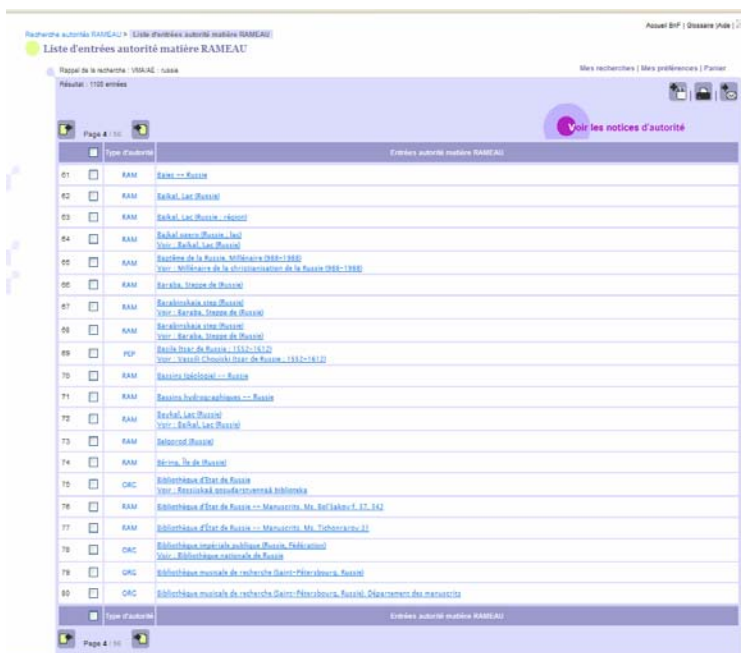 Accueil BnF | Glossaire | Aide |
Recherche autorités RAMEAU > Liste d'entrées autorité matière RAMEAU
Liste d'entrées autorité matière RAMEAU
Rappel de la recherche : VMA/AE : russie
Mes recherches | Mes préférences | Panier
Résultat : 1100 entrées
Voir les notices d'autorité
Page 4 /
Type d'autorité Entrées autorité matière RAMEAU
61 RAM Baies -- Russie
62 RAM Baïkal, Lac (Russie)
63 RAM Baïkal, Lac (Russie ; région)
64 RAM Bajkal ozero (Russie ; lac)
Voir : Baïkal, Lac (Russie)
65 RAM Baptême de la Russie, Millénaire (988-1988)
Voir : Millénaire de la christianisation de la Russie (988-1988)
66 RAM Baraba, Steppe de (Russie)
67 RAM Barabinskaja step (Russie)
Voir : Baraba, Steppe de (Russie)
68 RAM Barabinskaja step (Russie)
Voir : Baraba, Steppe de (Russie)
69 PEP Basile (tsar de Russie ; 1552-1612)
Voir : Vassili Chouiski (tsar de Russie ; 1552-1612)
70 RAM Bassins (géologie) -- Russie
71 RAM Bassins hydrographiques -- Russie
72 RAM Baykal, Lac (Russie)
Voir : Baïkal, Lac (Russie)
73 RAM Belgorod (Russie)
74 RAM Béring, Île de (Russie)
75 ORG Bibliothèque d'État de Russie
Voir : Rossijskaâ gosudarstvennaâ biblioteka
76 RAM Bibliothèque d'État de Russie -- Manuscrits. Ms. Bol'šakov f. 37, 342
77 RAM Bibliothèque d'État de Russie -- Manuscrits. Ms. Tichonravov
78 ORG Bibliothèque impériale publique (Russie, Fédération)
Voir : Bibliothèque nationale de Russie
79 ORG Bibliothèque musicale de recherche (Saint-Pétersbourg, Russie)
80 ORG Bibliothèque musicale de recherche (Saint-Pétersbourg, Russie). Département des manuscrits
Type d'autorité Entrées autorité matière RAMEAU
Page 4 /